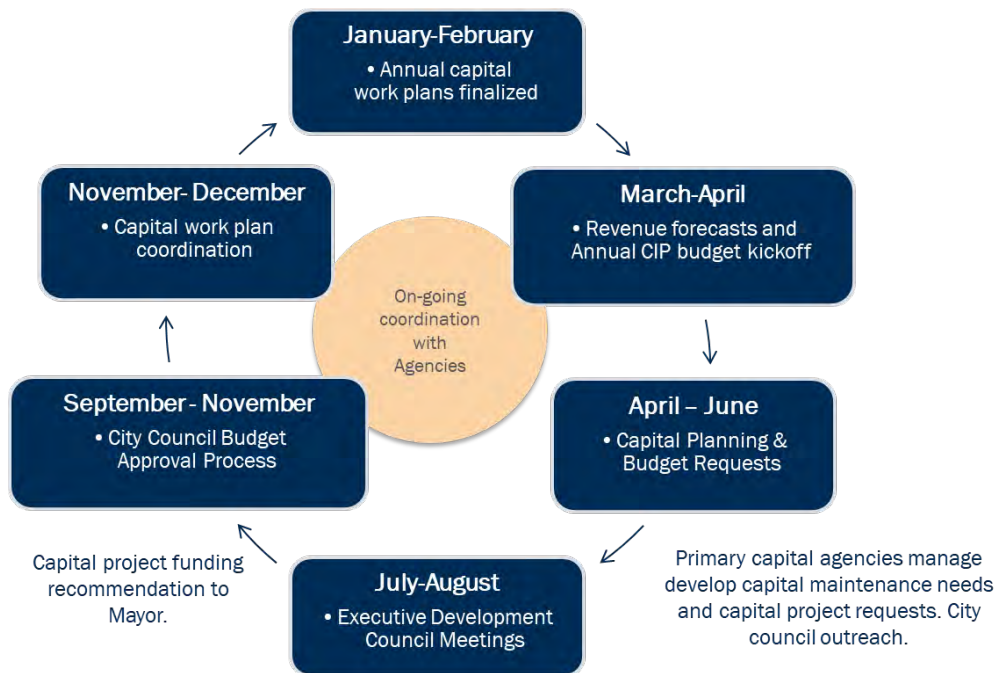 January-February
• Annual capital
work plans finalized
March-April
• Revenue forecasts and
Annual CIP budget kickoff
April – June
• Capital Planning &
Budget Requests
Primary capital agencies manage
develop capital maintenance needs
and capital project requests. City
council outreach.
July-August
• Executive Development
Council Meetings
Capital project funding
recommendation to
Mayor.
September - November
• City Council Budget
Approval Process
November- December
• Capital work plan
coordination
On-going
coordination
with
Agencies